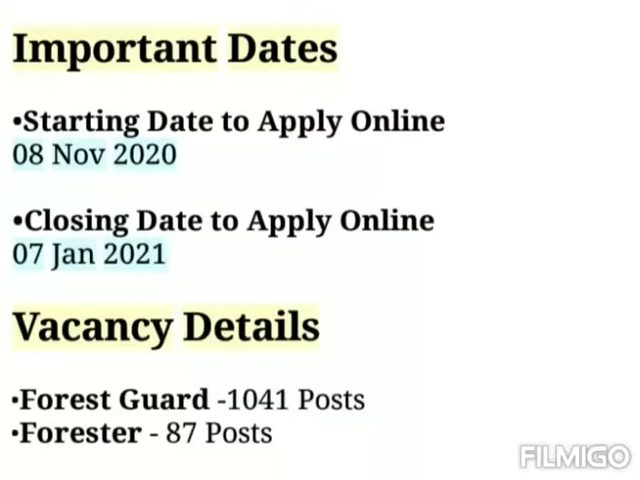 Important Dates
•Starting Date to Apply Online
08 Nov 2020
•Closing Date to Apply Online
07 Jan 2021
Vacancy Details
•Forest Guard -1041 Posts
•Forester - 87 Posts
FILMIGO